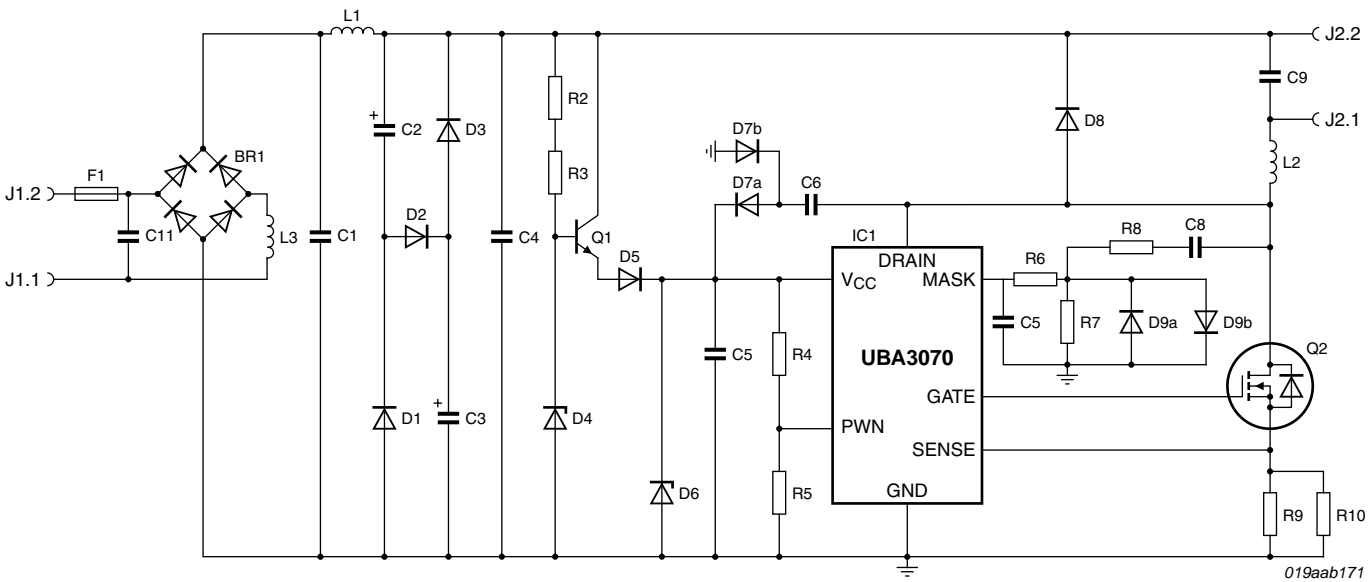 L1
J2.2
C9
R2
D7b
D8
J2.1
C2
D3
BR1
L2
F1
R3
D7a
C6
J1.2
C11
L3
C1
D2
C4
Q1
IC1
R8
C8
D5
DRAIN
R6
J1.1
VCC
MASK
C5
R4
C5
R7
D9a
D9b
UBA3070
Q2
GATE
D1
C3
D4
PWN
SENSE
D6
R5
GND
R9
R10
019aab171
+
+